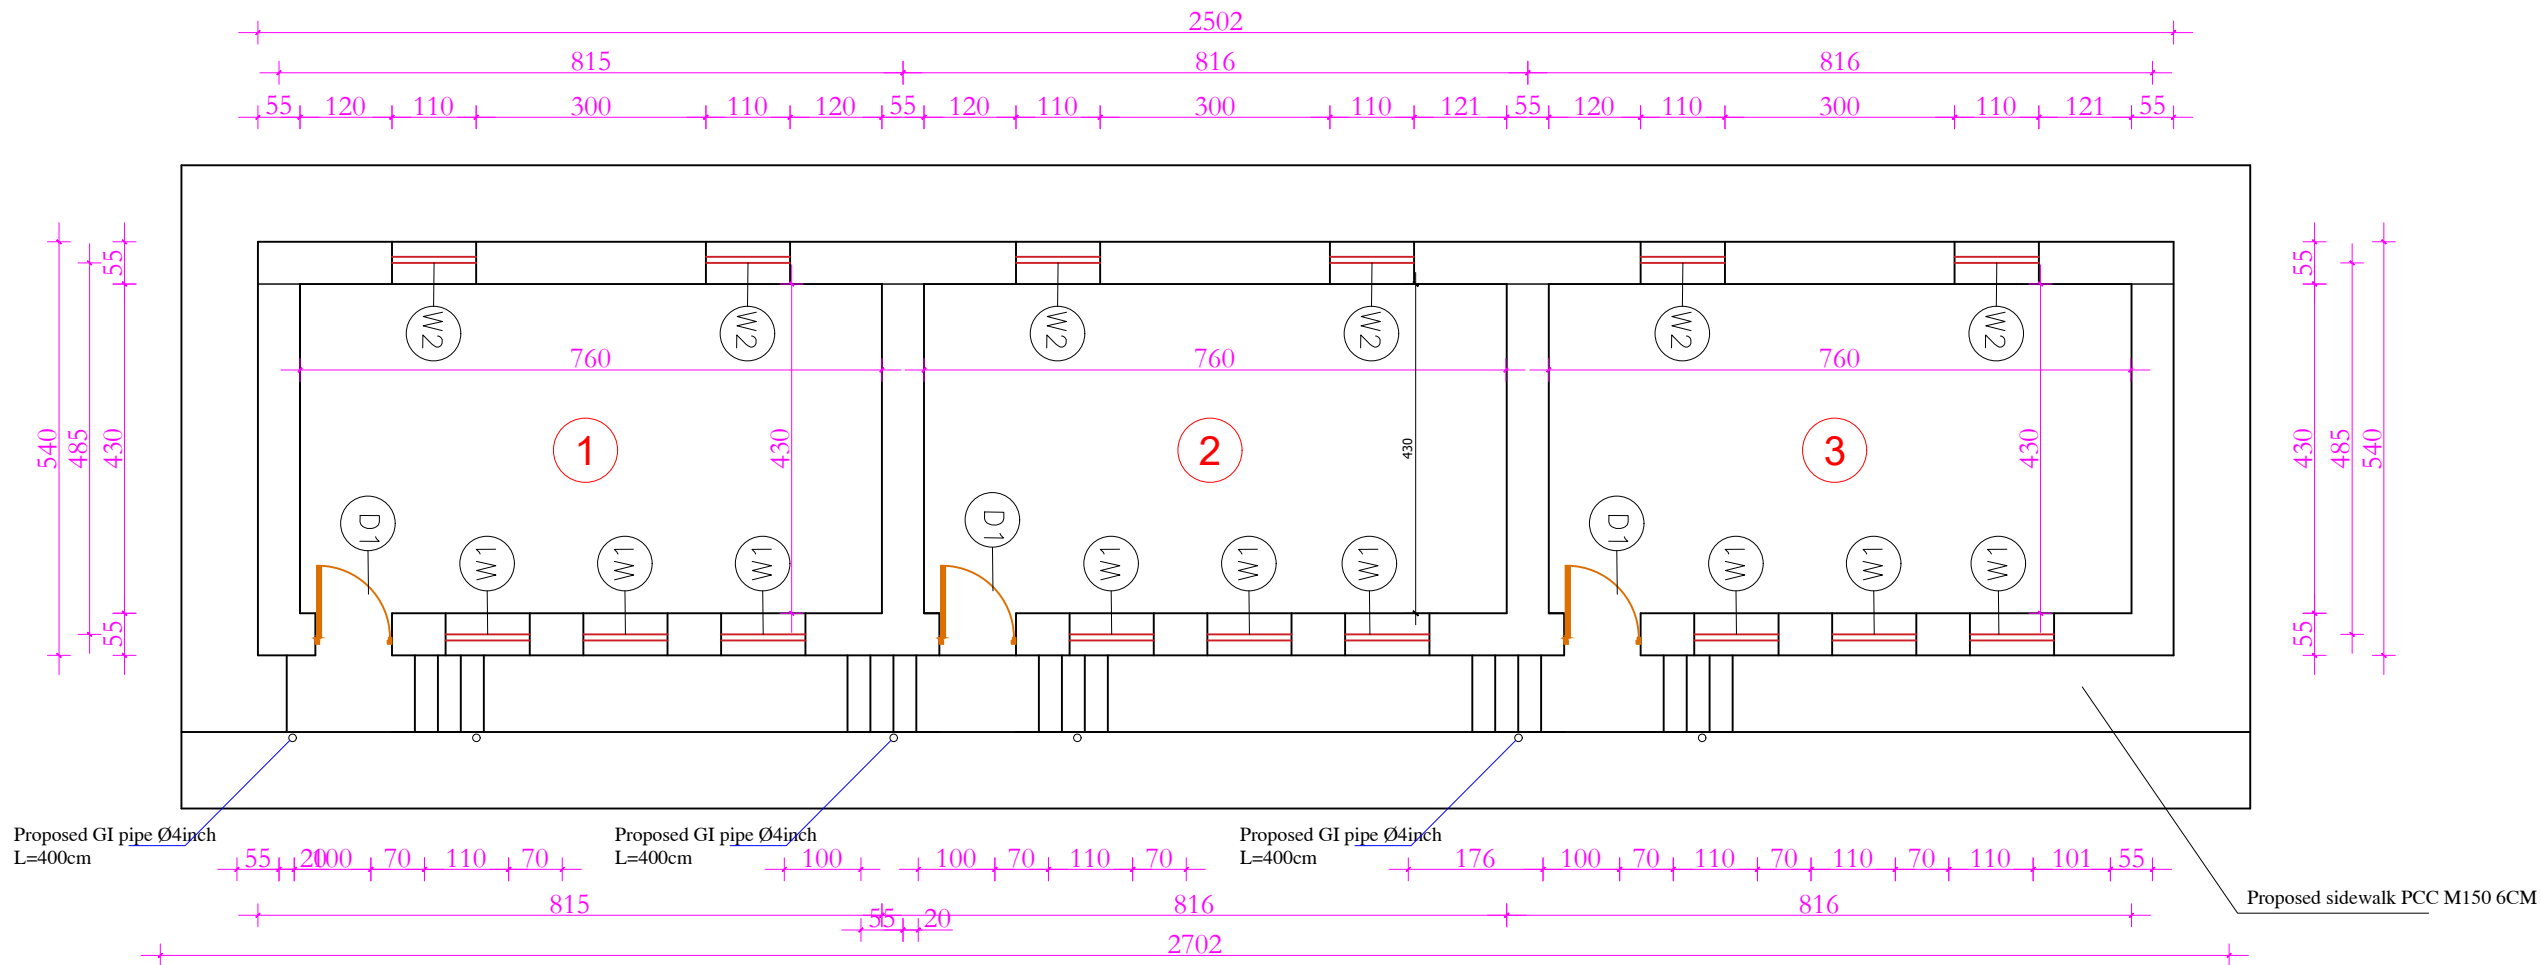 2502
815 816 816
55 120 110 300 110 120 55 120 110 300 110 121 55 120 110 300 110 121 55
55 55
W2 W2 W2 W2 W2 W2
760 760 760
540 485 430 430 430 430 430 485 540
1 2 3
D1 D1 D1
W1 W1 W1 W1 W1 W1 W1 W1 W1
55 55
Proposed GI pipe Ø4inch
L=400cm
Proposed GI pipe Ø4inch
L=400cm
Proposed GI pipe Ø4inch
L=400cm
55 20 100 70 110 70 100 100 70 110 70 176 100 70 110 70 110 70 110 101 55
Proposed sidewalk PCC M150 6CM
815 816 816
55 20
2702